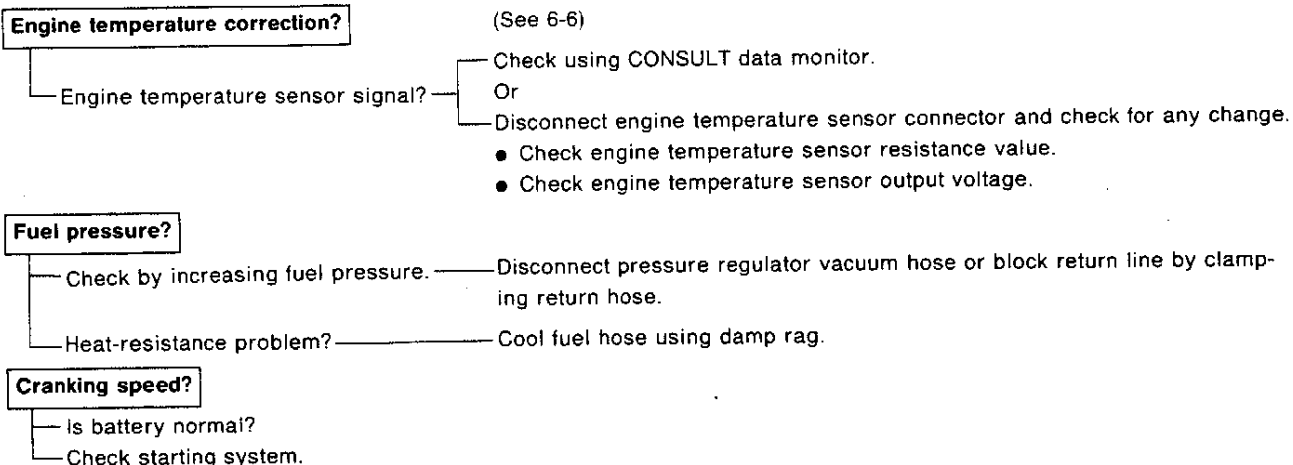 Engine temperature correction? (See 6-6)
Check using CONSULT data monitor.
Engine temperature sensor signal? Or
Disconnect engine temperature sensor connector and check for any change.
● Check engine temperature sensor resistance value.
● Check engine temperature sensor output voltage.
Fuel pressure?
Check by increasing fuel pressure. Disconnect pressure regulator vacuum hose or block return line by clamp-
ing return hose.
Heat-resistance problem? Cool fuel hose using damp rag.
Cranking speed?
Is battery normal?
Check starting system.